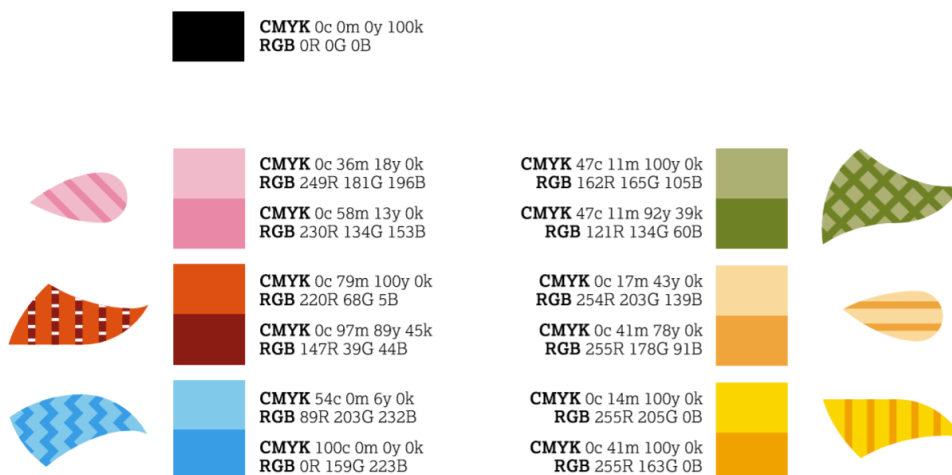 CMYK 0c 0m 0y 100k
RGB 0R 0G 0B
CMYK 0c 36m 18y 0k
RGB 249R 181G 196B
CMYK 0c 58m 13y 0k
RGB 230R 134G 153B
CMYK 0c 79m 100y 0k
RGB 220R 68G 5B
CMYK 0c 97m 89y 45k
RGB 147R 39G 44B
CMYK 54c 0m 6y 0k
RGB 89R 203G 232B
CMYK 100c 0m 0y 0k
RGB 0R 159G 223B
CMYK 47c 11m 100y 0k
RGB 162R 165G 105B
CMYK 47c 11m 92y 39k
RGB 121R 134G 60B
CMYK 0c 17m 43y 0k
RGB 254R 203G 139B
CMYK 0c 41m 78y 0k
RGB 255R 178G 91B
CMYK 0c 14m 100y 0k
RGB 255R 205G 0B
CMYK 0c 41m 100y 0k
RGB 255R 163G 0B